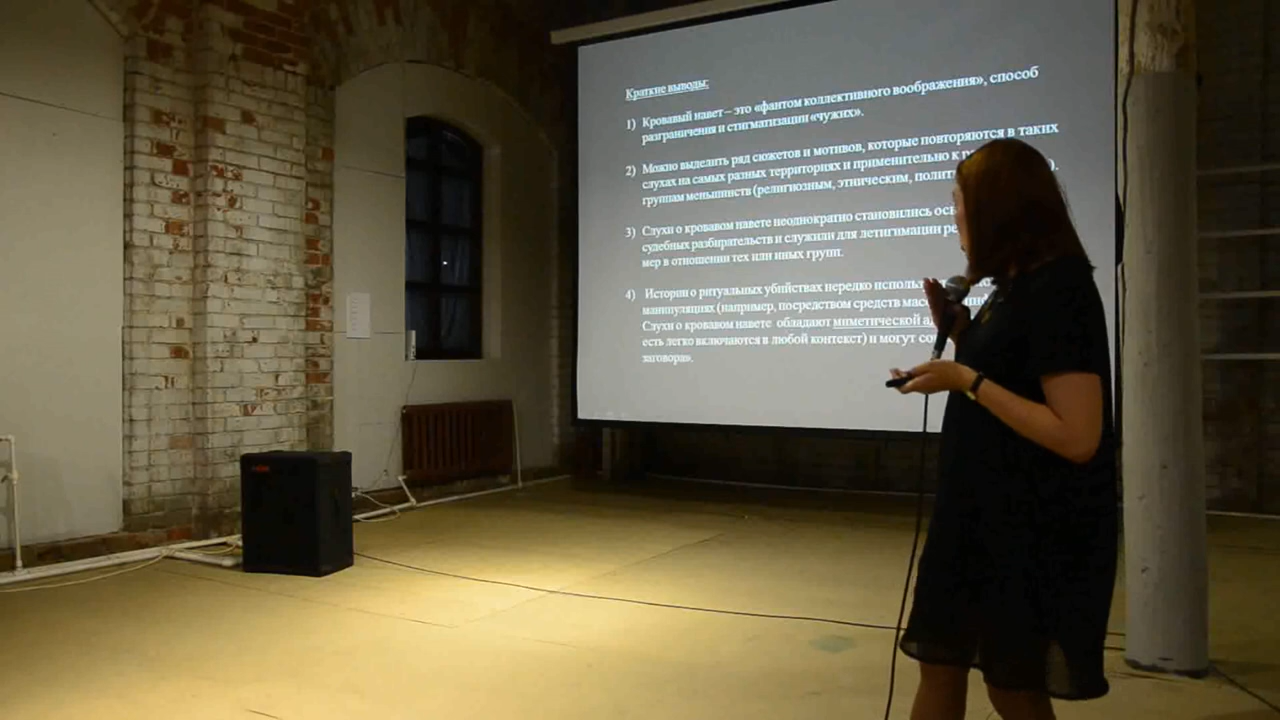 Краткие выводы:
1) Кровавый навет – это «фантом коллективного воображения», способ
разграничения и стигматизации «чужих».
2) Можно выделить ряд сюжетов и мотивов, которые повторяются в таких
слухах на самых разных территориях и применительно к
группам меньшинств (религиозным, этническим,
3) Слухи о кровавом навете неоднократно становились
судебных разбирательств и служили для легитимации
мер в отношении тех или иных групп.
4) Истории о ритуальных убийствах нередко
манипуляциях (например, посредством средств
Слухи о кровавом навете обладают миметической
есть легко включаются в любой контекст) и могут
заговора».